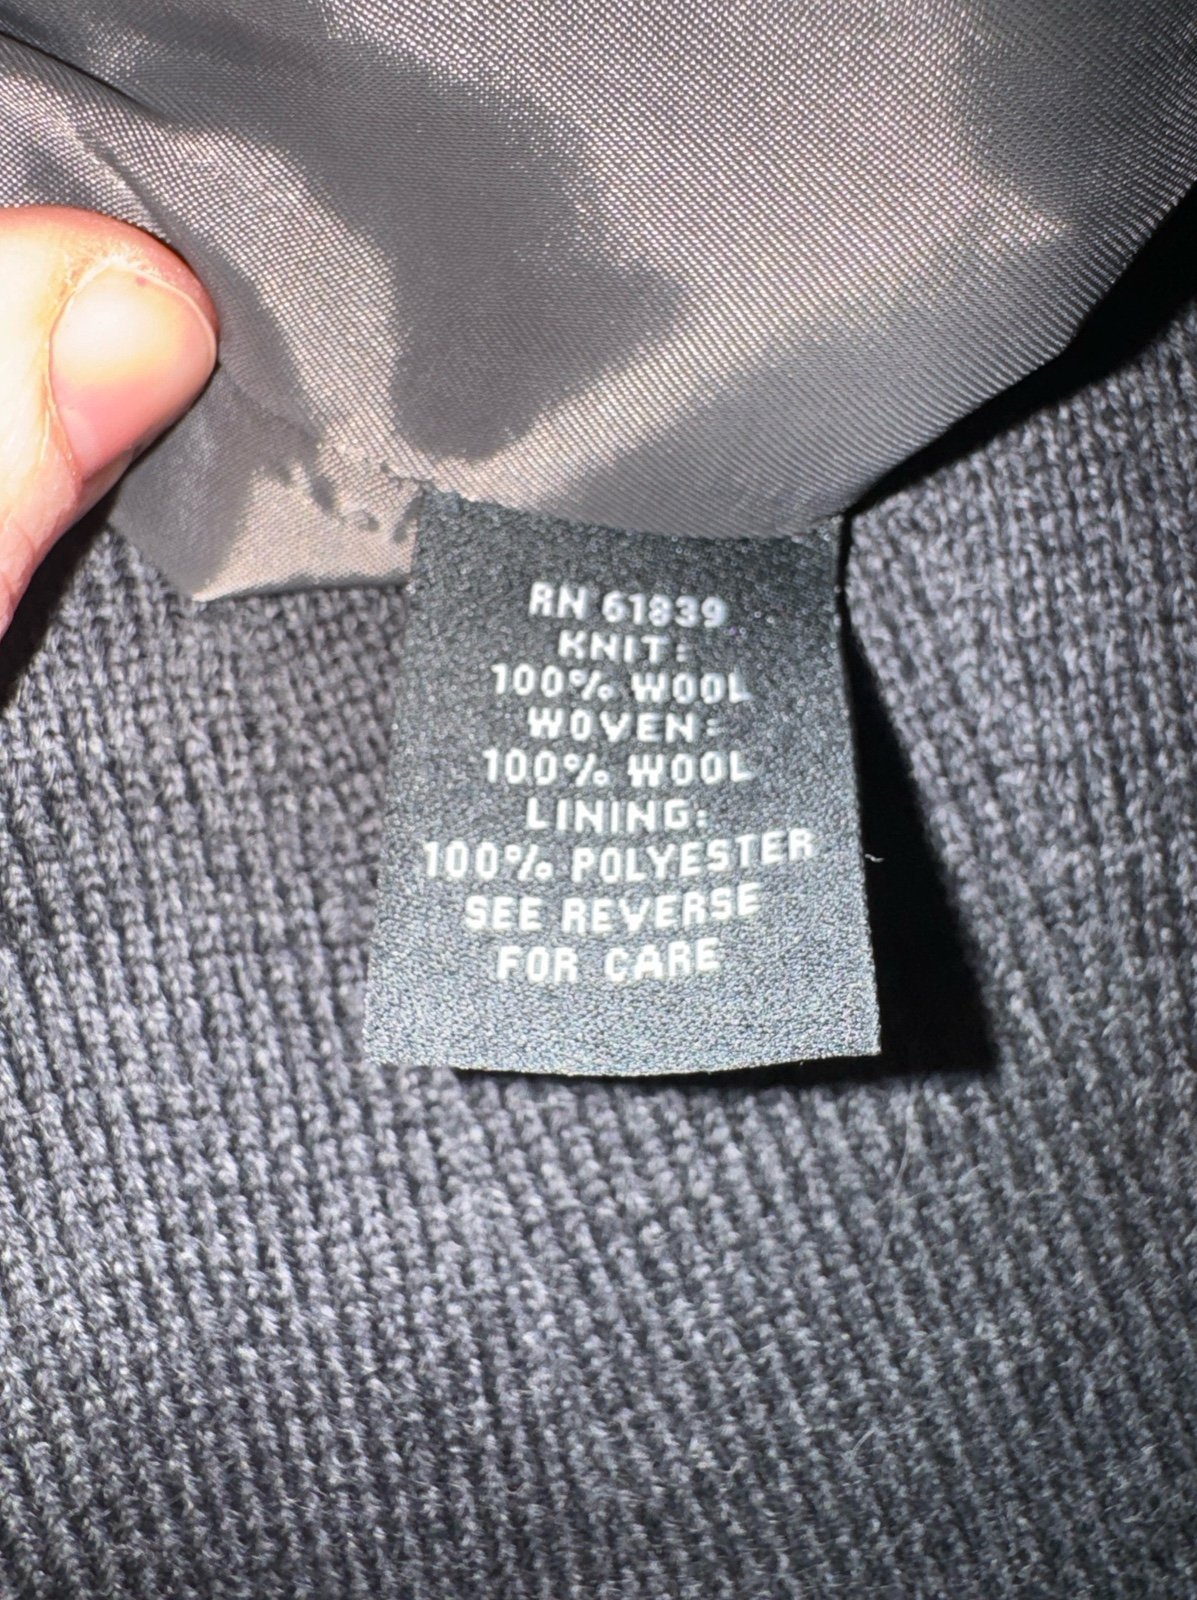 RN 61839
KNIT:
100% WOOL
WOVEN:
100% WOOL
LINING:
100% POLYESTER
SEE REVERSE
FOR CARE